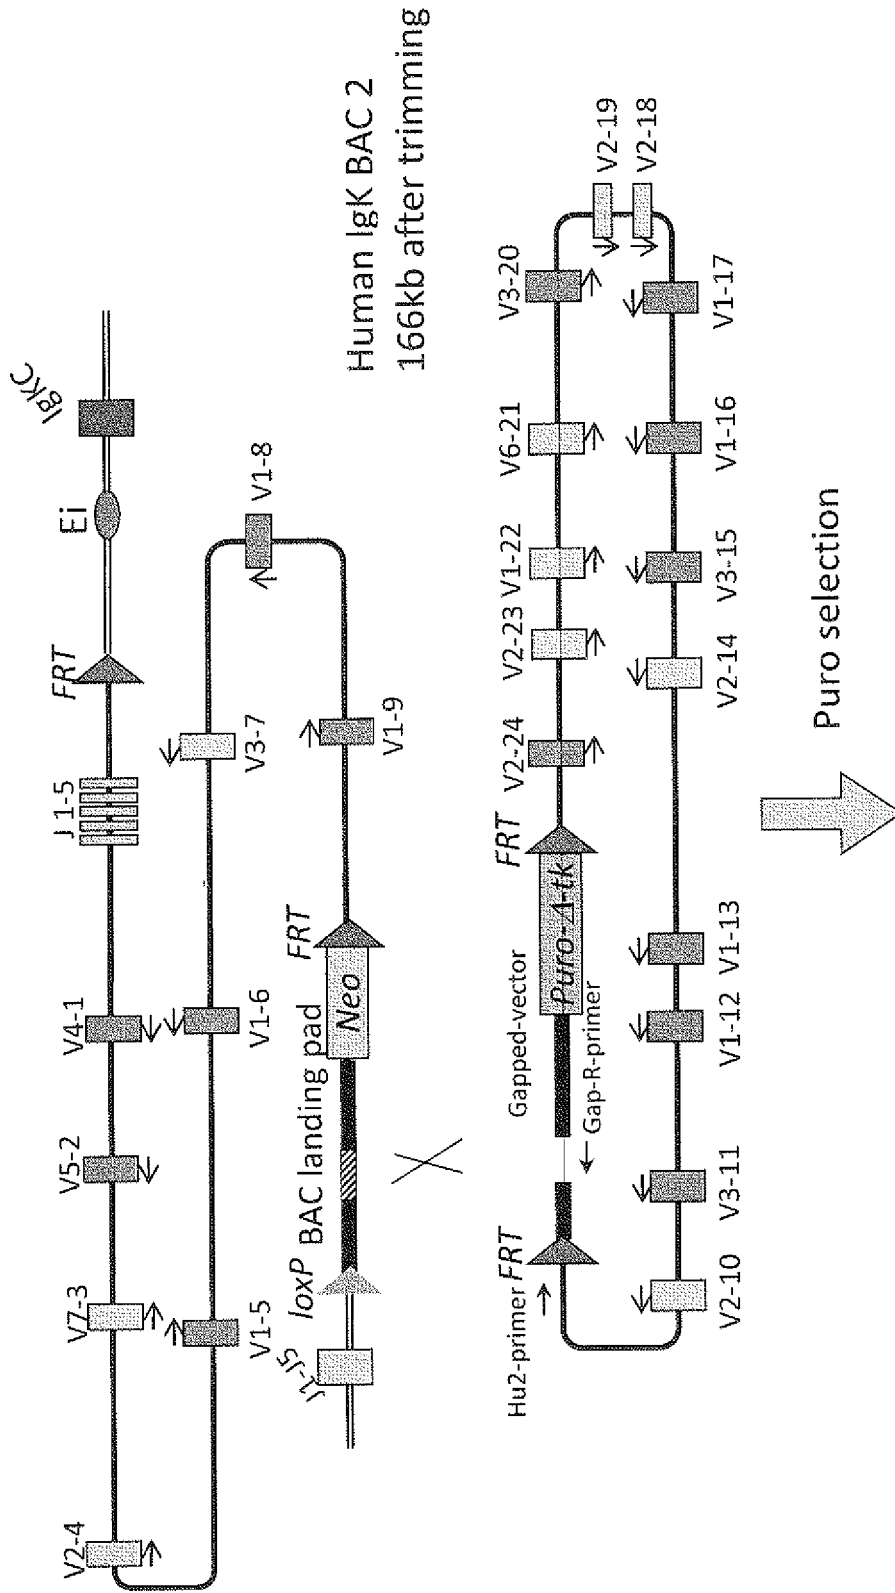 IgKC
Ei
FRT
J 1-5
V4-1
V5-2
V7-3
V2-4
V1-5
V1-6
V3-7
V1-8
V1-9
FRT
Neo
BAC landing pad
loxP
J1-J5
Human IgK BAC 2
166kb after trimming
Hu2-primer
FRT
Gapped-vector
Gap-R-primer
Puro-Δ-tk
FRT
V2-24
V2-23
V1-22
V6-21
V3-20
V2-19
V2-18
V1-17
V1-16
V3-15
V2-14
V1-13
V1-12
V3-11
V2-10
Puro selection